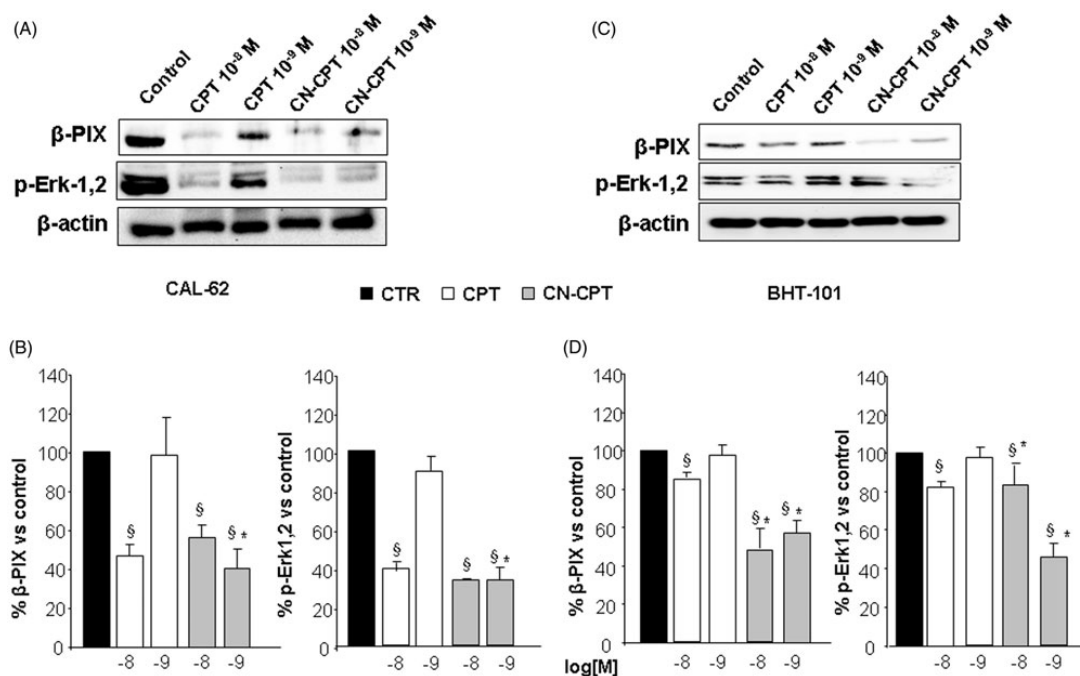 (A)
Control
CPT 10⁻⁸ M
CPT 10⁻⁹ M
CN-CPT 10⁻⁸ M
CN-CPT 10⁻⁹ M
β-PIX
p-Erk-1,2
β-actin
CAL-62
(C)
Control
CPT 10⁻⁸ M
CPT 10⁻⁹ M
CN-CPT 10⁻⁸ M
CN-CPT 10⁻⁹ M
β-PIX
p-Erk-1,2
β-actin
BHT-101
CTR CPT CN-CPT
(B)
% β-PIX vs control
140
120
100
80
60
40
20
0
§
§
§ *
-8 -9 -8 -9
% p-Erk1,2 vs control
140
120
100
80
60
40
20
0
§
§
§ *
-8 -9 -8 -9
(D)
% β-PIX vs control
140
120
100
80
60
40
20
0
§
§ *
§ *
log[M]
-8 -9 -8 -9
% p-Erk1,2 vs control
140
120
100
80
60
40
20
0
§
§ *
§ *
-8 -9 -8 -9